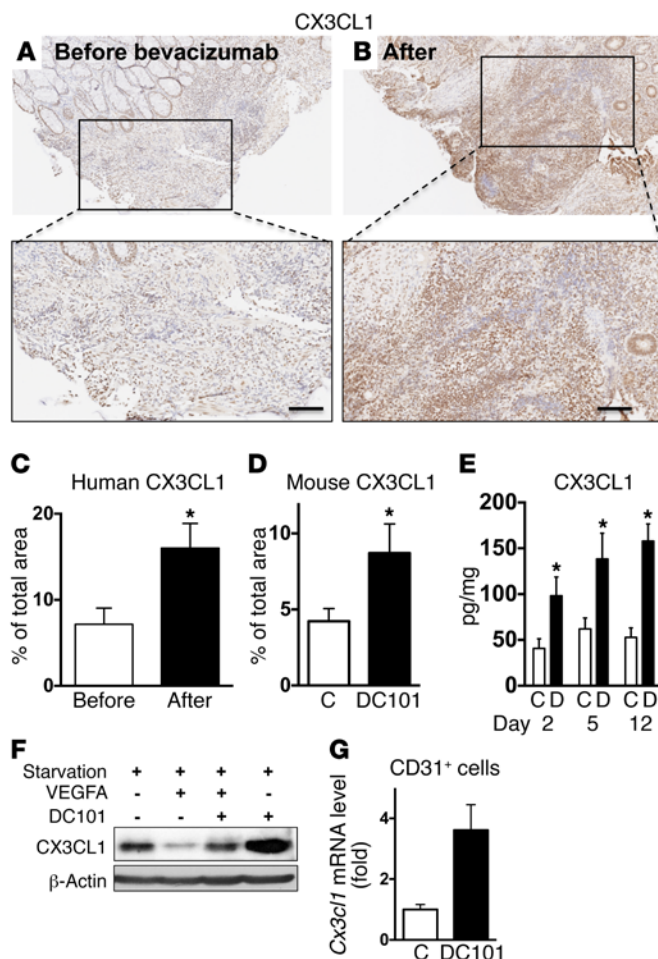 CX3CL1
A Before bevacizumab
B After
C
Human CX3CL1
% of total area
20
10
0
*
Before After
D
Mouse CX3CL1
% of total area
10
5
0
*
C DC101
E
CX3CL1
pg/mg
200
150
100
50
0
* * *
C D C D C D
Day 2 5 12
F
Starvation + + + +
VEGFA - + + -
DC101 - - + +
CX3CL1
β-Actin
G
CD31⁺ cells
Cx3cl1 mRNA level
(fold)
4
2
0
C DC101